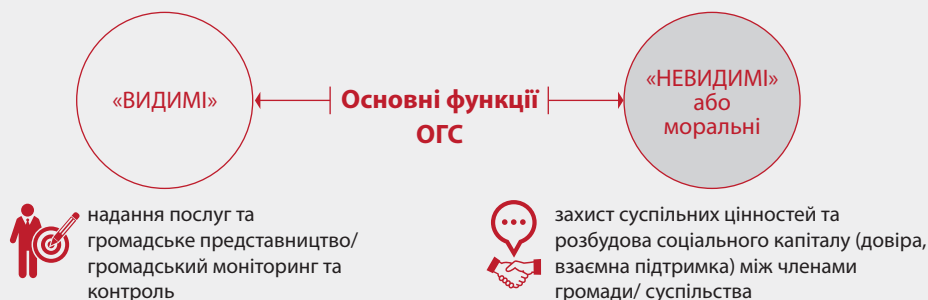 Основні функції
ОГС
«ВИДИМІ»
«НЕВИДИМІ»
або
моральні
надання послуг та
громадське представництво/
громадський моніторинг та
контроль
захист суспільних цінностей та
розбудова соціального капіталу (довіра,
взаємна підтримка) між членами
громади/ суспільства